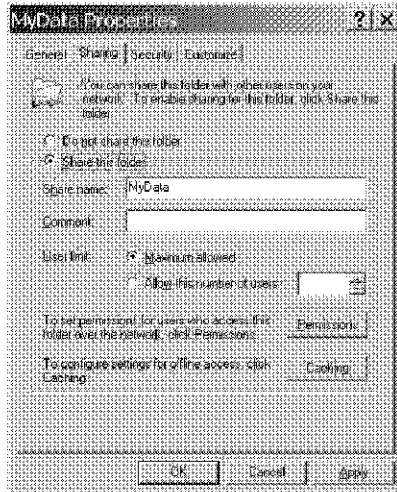 MyData Properties
General Sharing Security Customize
You can share this folder with other users on your
network. To enable sharing for this folder, click Share this
folder.
Do not share this folder
Share this folder
Share name: MyData
Comment:
User limit: Maximum allowed
Allow this number of users:
To set permissions for users who access this
folder over the network, click Permissions.
Permissions
To configure settings for offline access, click
Caching.
Caching
OK Cancel Apply